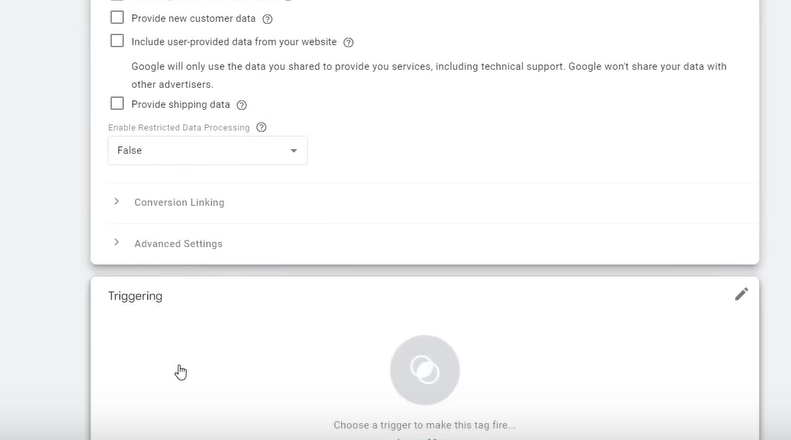 Provide new customer data
Include user-provided data from your website
Google will only use the data you shared to provide you services, including technical support. Google won't share your data with
other advertisers.
Provide shipping data
Enable Restricted Data Processing
False
Conversion Linking
Advanced Settings
Triggering
Choose a trigger to make this tag fire...